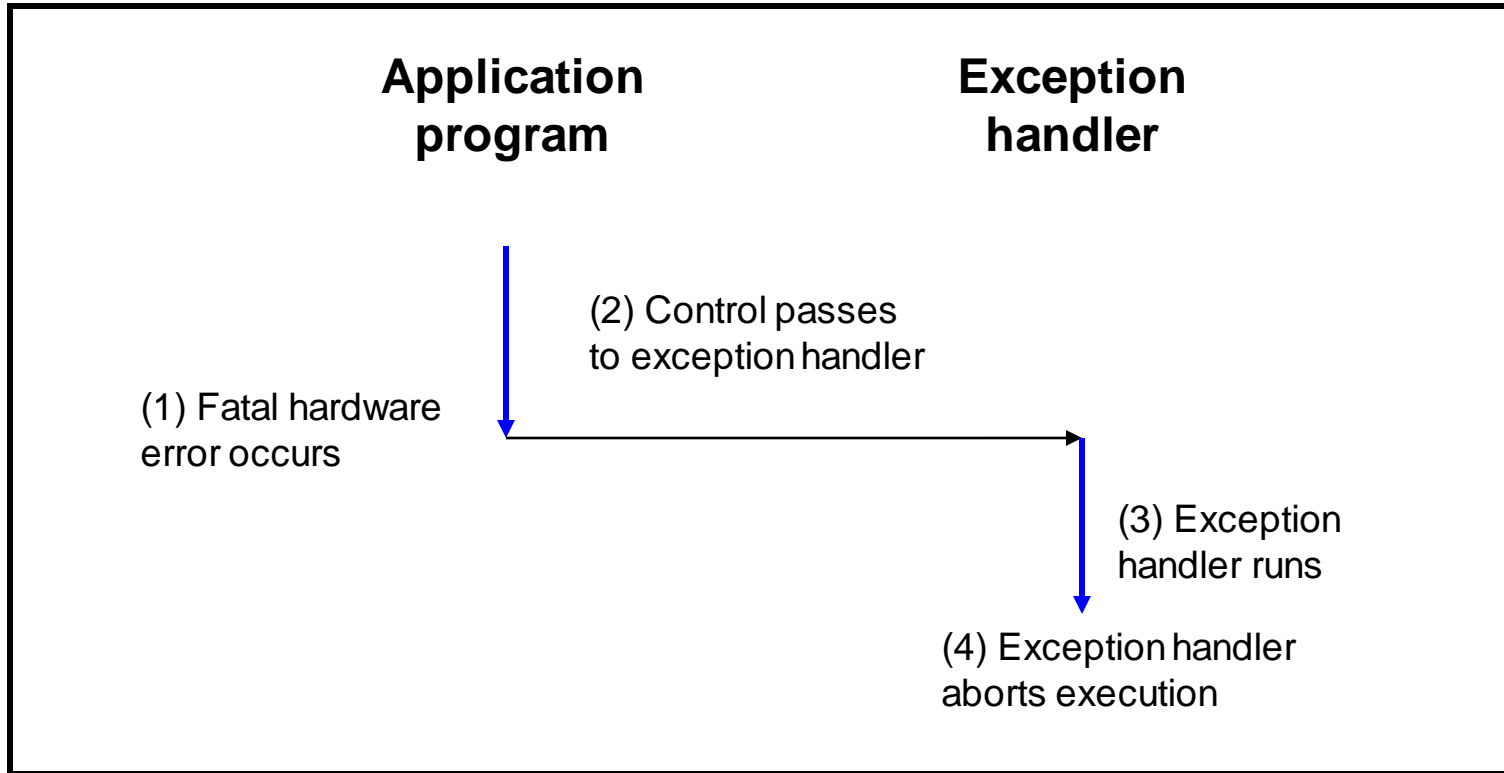 Application
program
Exception
handler
(2) Control passes
to exception handler
(1) Fatal hardware
error occurs
(3) Exception
handler runs
(4) Exception handler
aborts execution